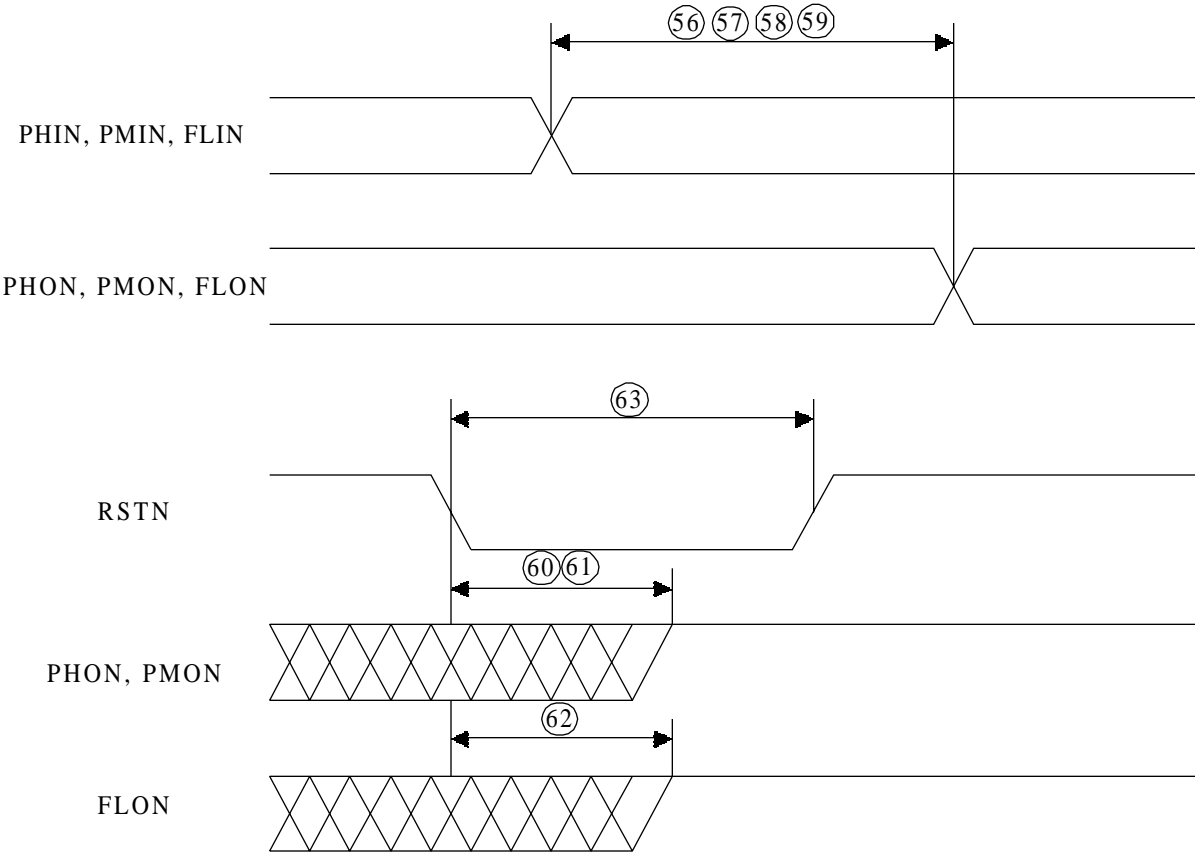 56 57 58 59
PHIN, PMIN, FLIN
PHON, PMON, FLON
63
RSTN
60 61
PHON, PMON
62
FLON